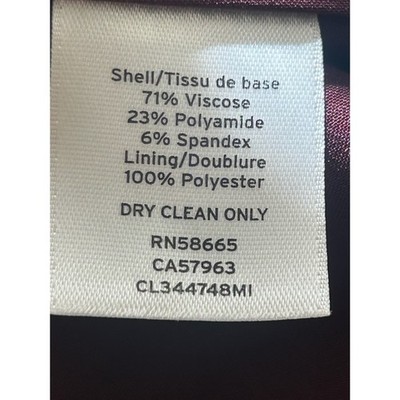 Shell/Tissu de base
71% Viscose
23% Polyamide
6% Spandex
Lining/Doublure
100% Polyester
DRY CLEAN ONLY
RN58665
CA57963
CL344748MI